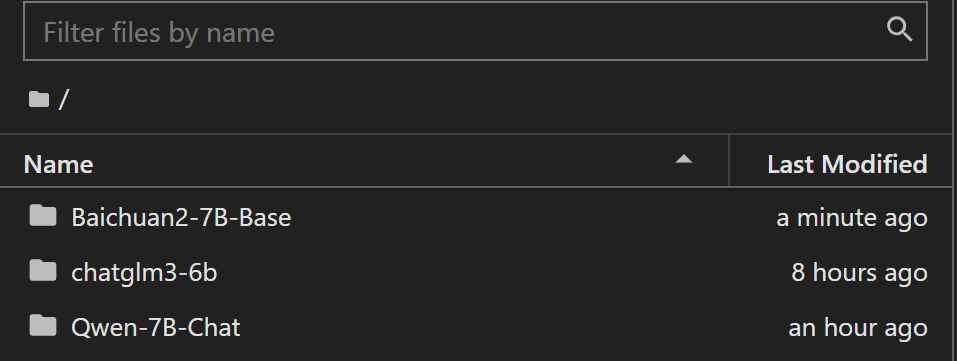 Filter files by name
/
Name Last Modified
Baichuan2-7B-Base a minute ago
chatglm3-6b 8 hours ago
Qwen-7B-Chat an hour ago